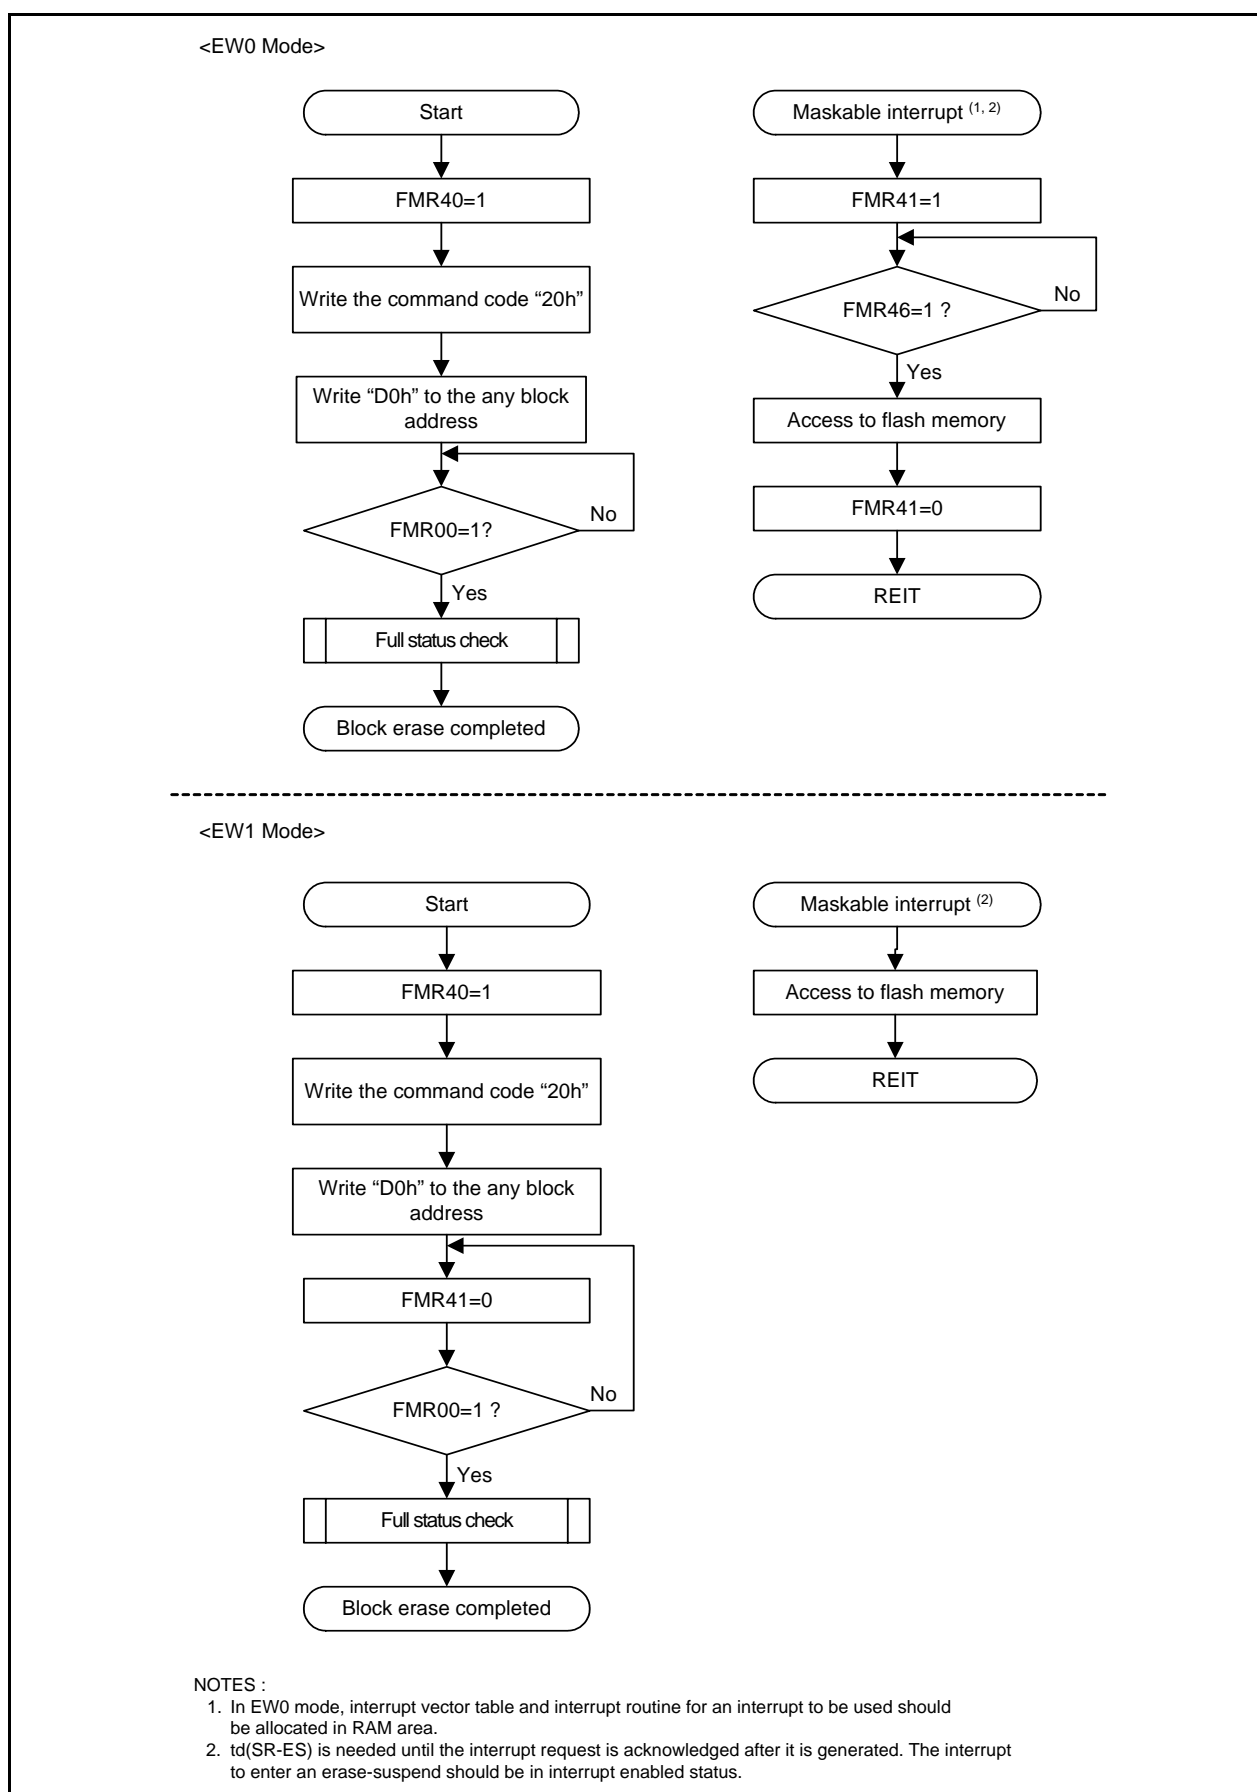 <EW0 Mode>
Start
FMR40=1
Write the command code “20h”
Write “D0h” to the any block
address
FMR00=1?
No
Yes
Full status check
Block erase completed
Maskable interrupt (1, 2)
FMR41=1
FMR46=1 ?
No
Yes
Access to flash memory
FMR41=0
REIT
<EW1 Mode>
Start
FMR40=1
Write the command code “20h”
Write “D0h” to the any block
address
FMR41=0
FMR00=1 ?
No
Yes
Full status check
Block erase completed
Maskable interrupt (2)
Access to flash memory
REIT
NOTES :
1. In EW0 mode, interrupt vector table and interrupt routine for an interrupt to be used should
be allocated in RAM area.
2. td(SR-ES) is needed until the interrupt request is acknowledged after it is generated. The interrupt
to enter an erase-suspend should be in interrupt enabled status.